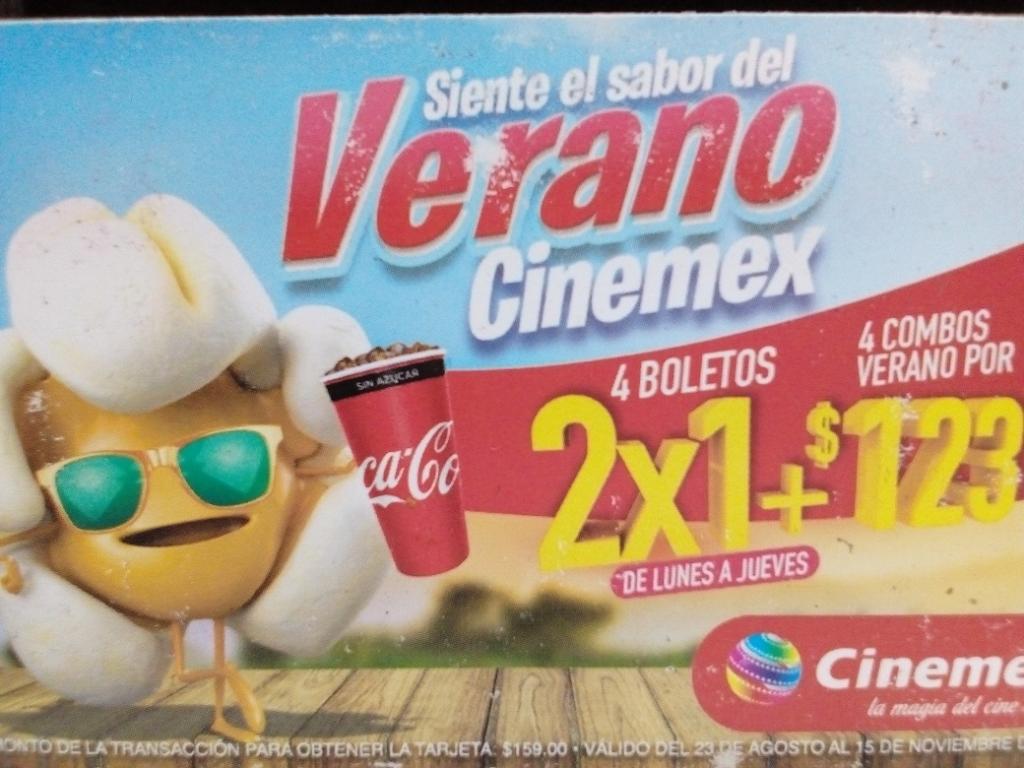 Siente el sabor del
Verano
Cinemex
4 BOLETOS
2x1
DE LUNES A JUEVES
+
4 COMBOS
VERANO POR
$123
SIN AZÚCAR
ca-Co
Cineme
la magia del cine
MONTO DE LA TRANSACCIÓN PARA OBTENER LA TARJETA: $159.00 • VÁLIDO DEL 23 DE AGOSTO AL 15 DE NOVIEMBRE D